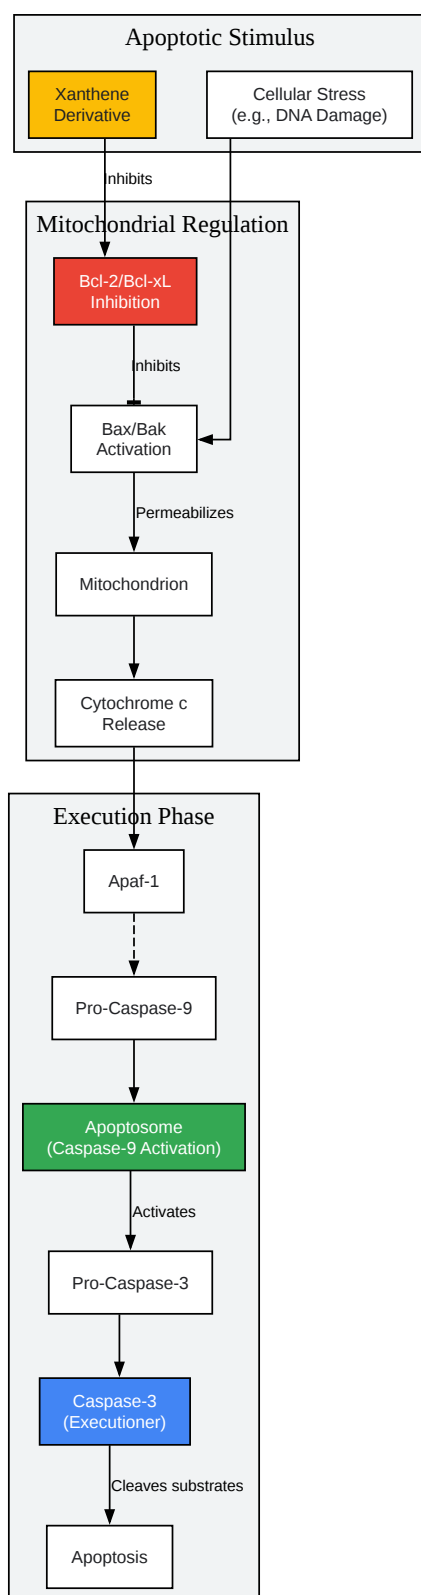 Apoptotic Stimulus
Xanthene
Derivative
Cellular Stress
(e.g., DNA Damage)
Inhibits
Mitochondrial Regulation
Bcl-2/Bcl-xL
Inhibition
Inhibits
Bax/Bak
Activation
Permeabilizes
Mitochondrion
Cytochrome c
Release
Execution Phase
Apaf-1
Pro-Caspase-9
Apoptosome
(Caspase-9 Activation)
Activates
Pro-Caspase-3
Caspase-3
(Executioner)
Cleaves substrates
Apoptosis